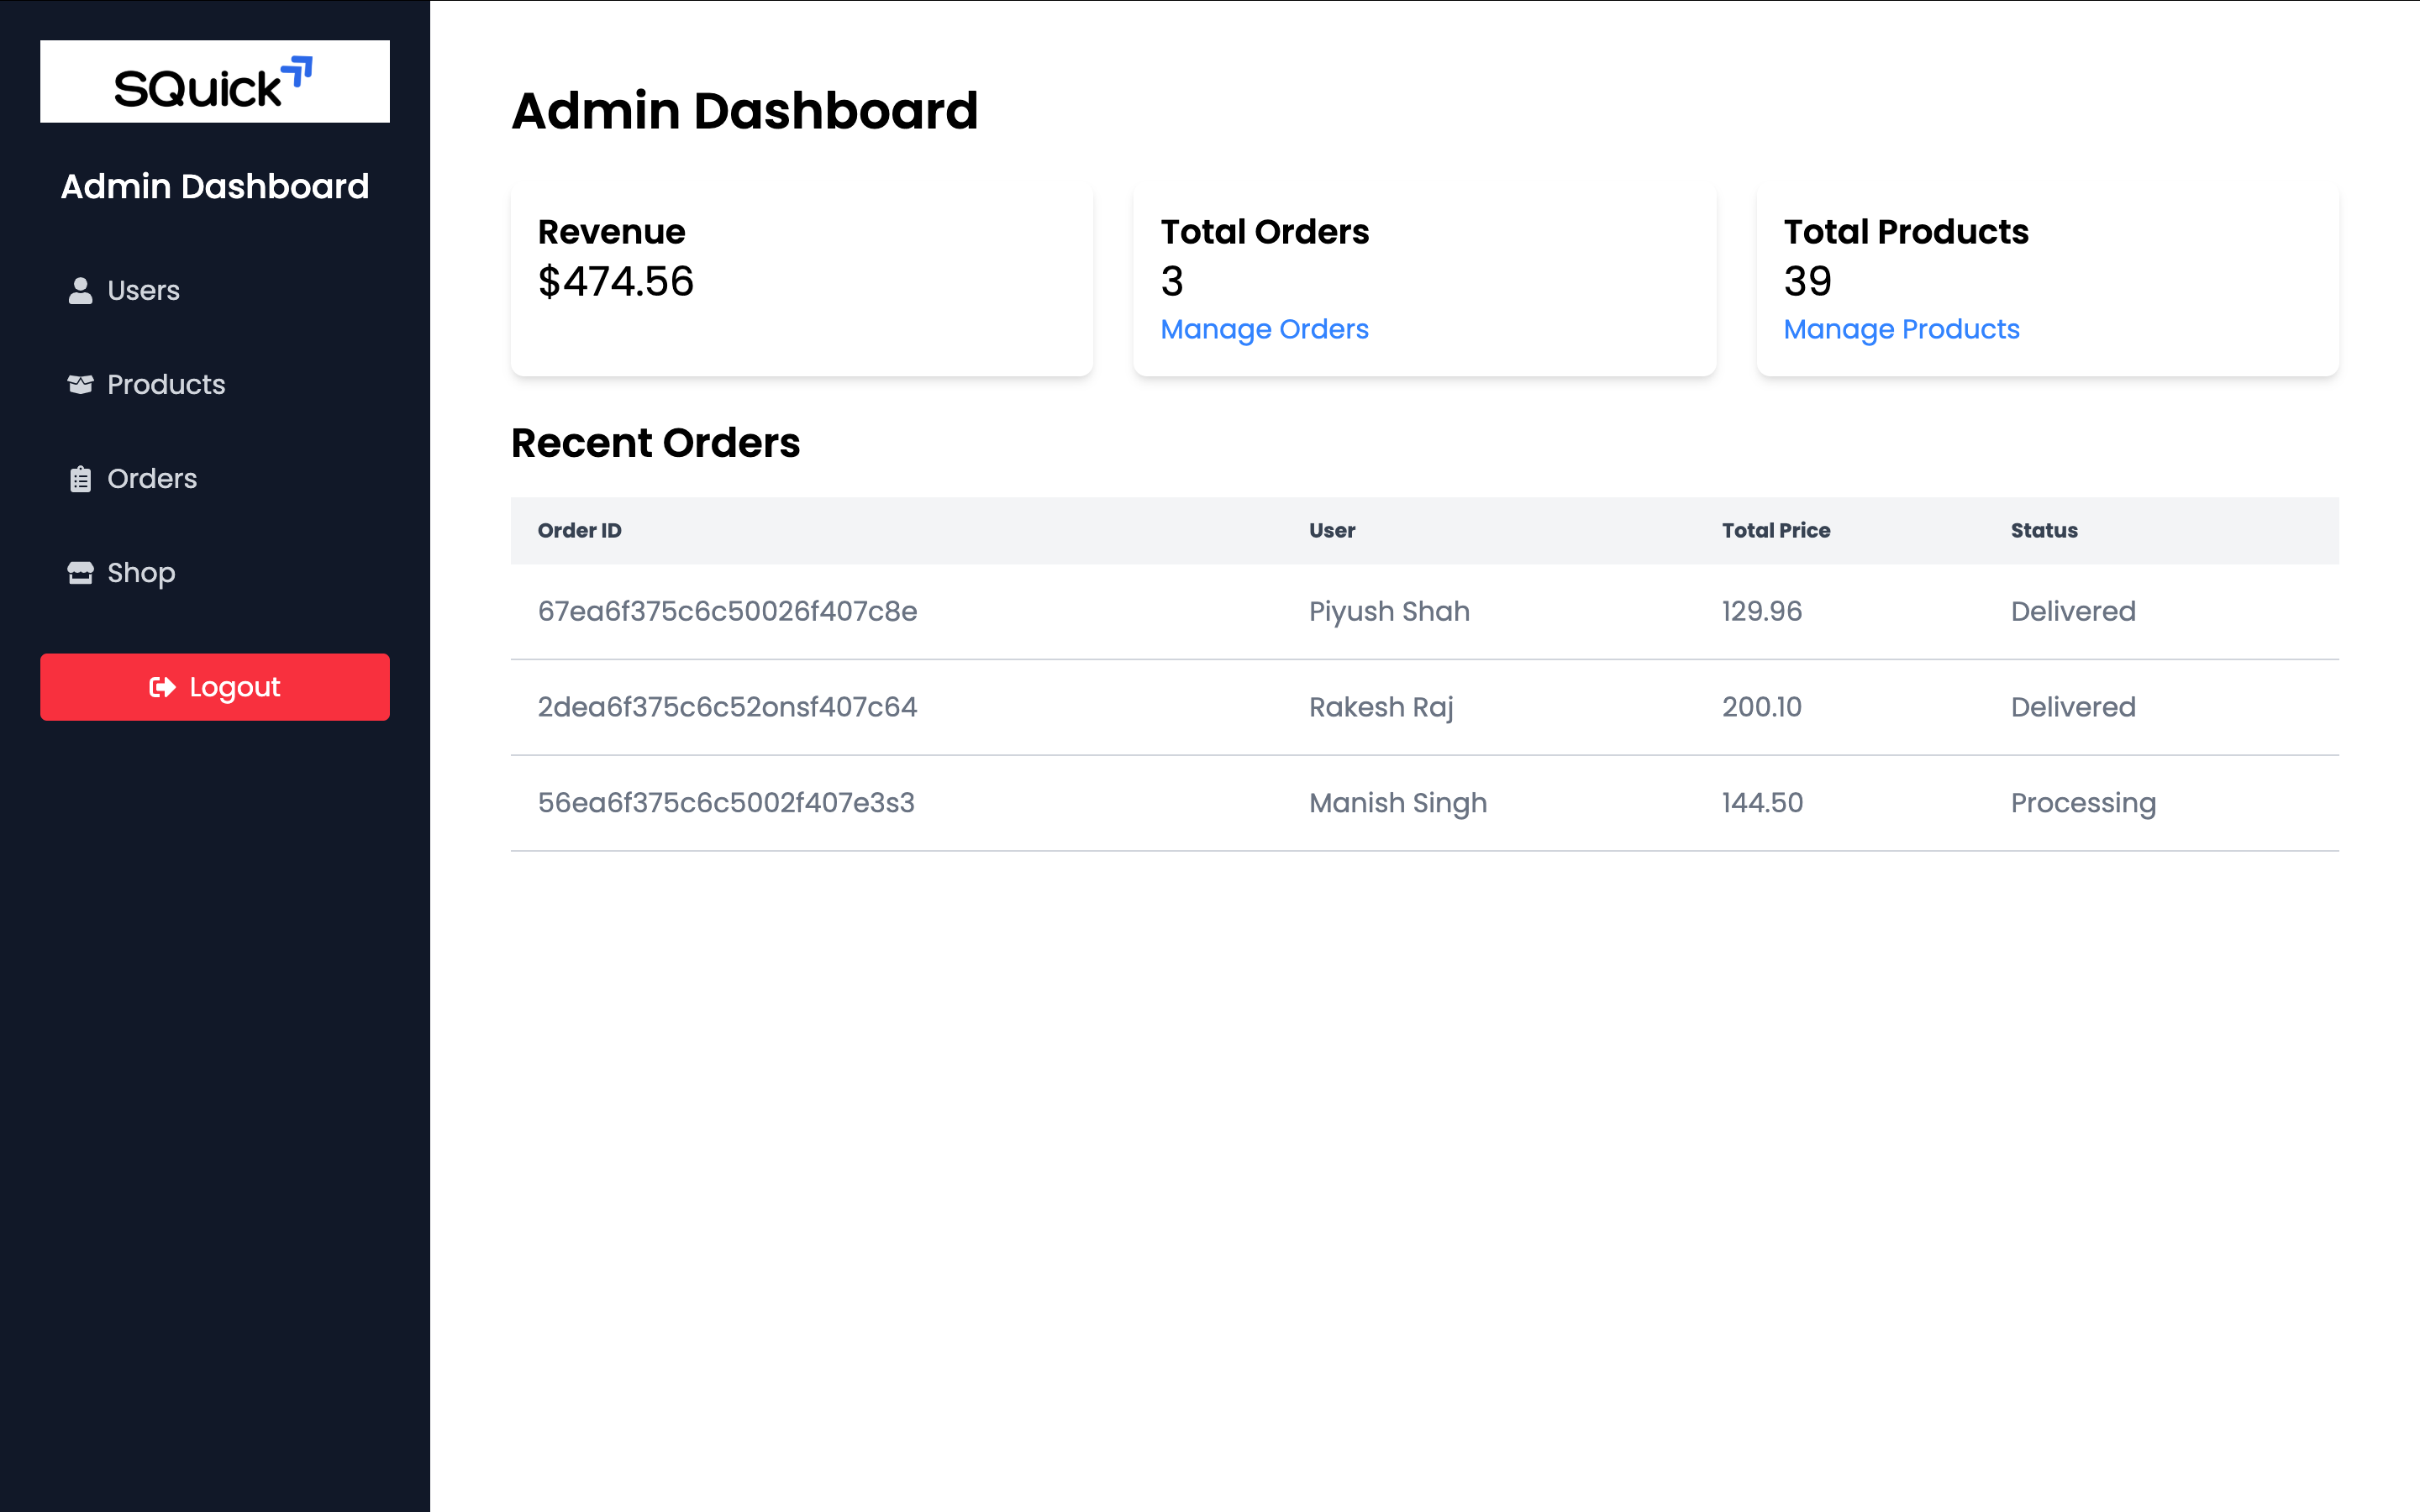 SQuick
Admin Dashboard
Users
Products
Orders
Shop
Logout
Admin Dashboard
Revenue
$474.56
Total Orders
3
Manage Orders
Total Products
39
Manage Products
Recent Orders
Order ID User Total Price Status
67ea6f375c6c50026f407c8e Piyush Shah 129.96 Delivered
2dea6f375c6c52onsf407c64 Rakesh Raj 200.10 Delivered
56ea6f375c6c5002f407e3s3 Manish Singh 144.50 Processing